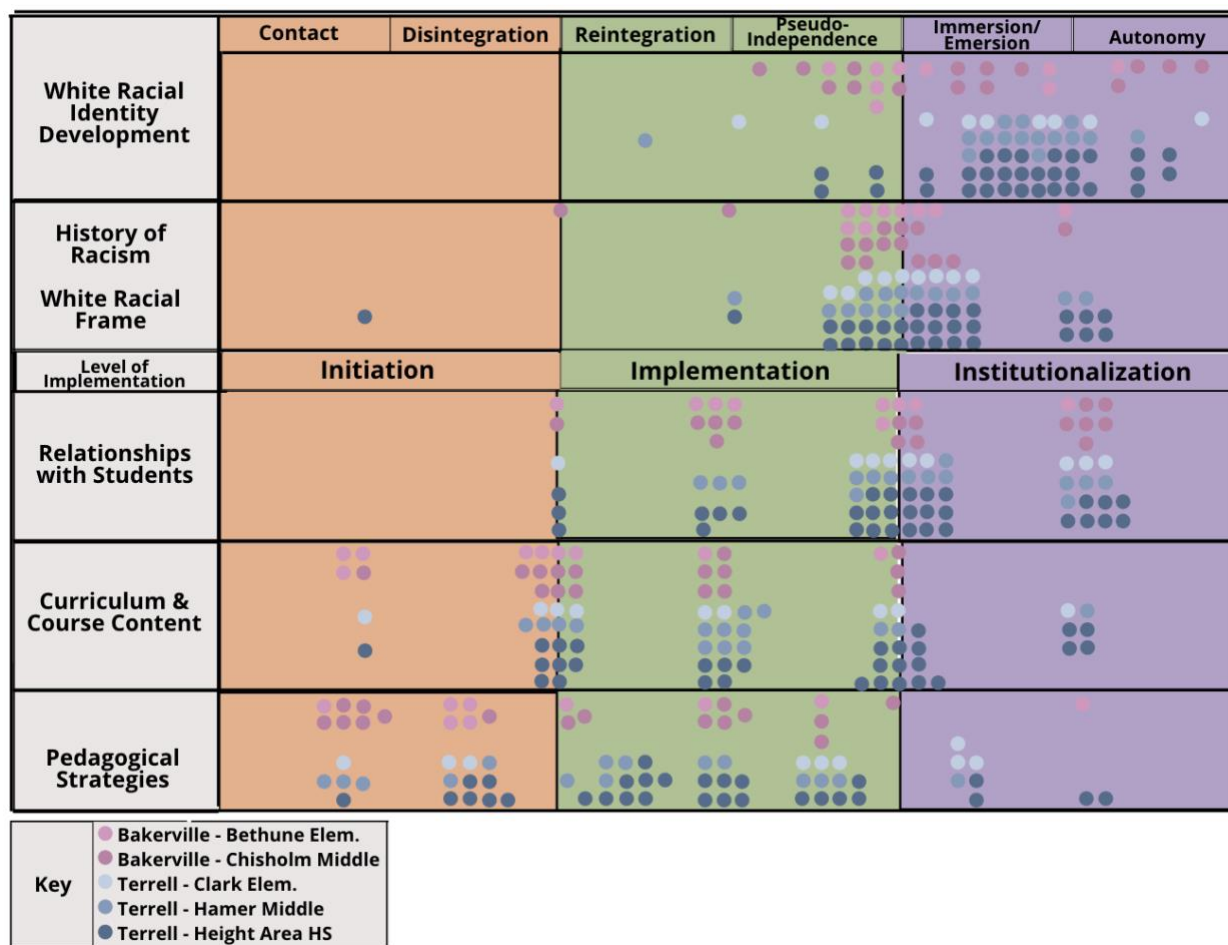 Contact
Disintegration
Reintegration
Pseudo-
Independence
Immersion/
Emersion
Autonomy
White Racial
Identity
Development
History of
Racism
White Racial
Frame
Level of
Implementation
Initiation
Implementation
Institutionalization
Relationships
with Students
Curriculum &
Course Content
Pedagogical
Strategies
Key
Bakerville - Bethune Elem.
Bakerville - Chisholm Middle
Terrell - Clark Elem.
Terrell - Hamer Middle
Terrell - Height Area HS